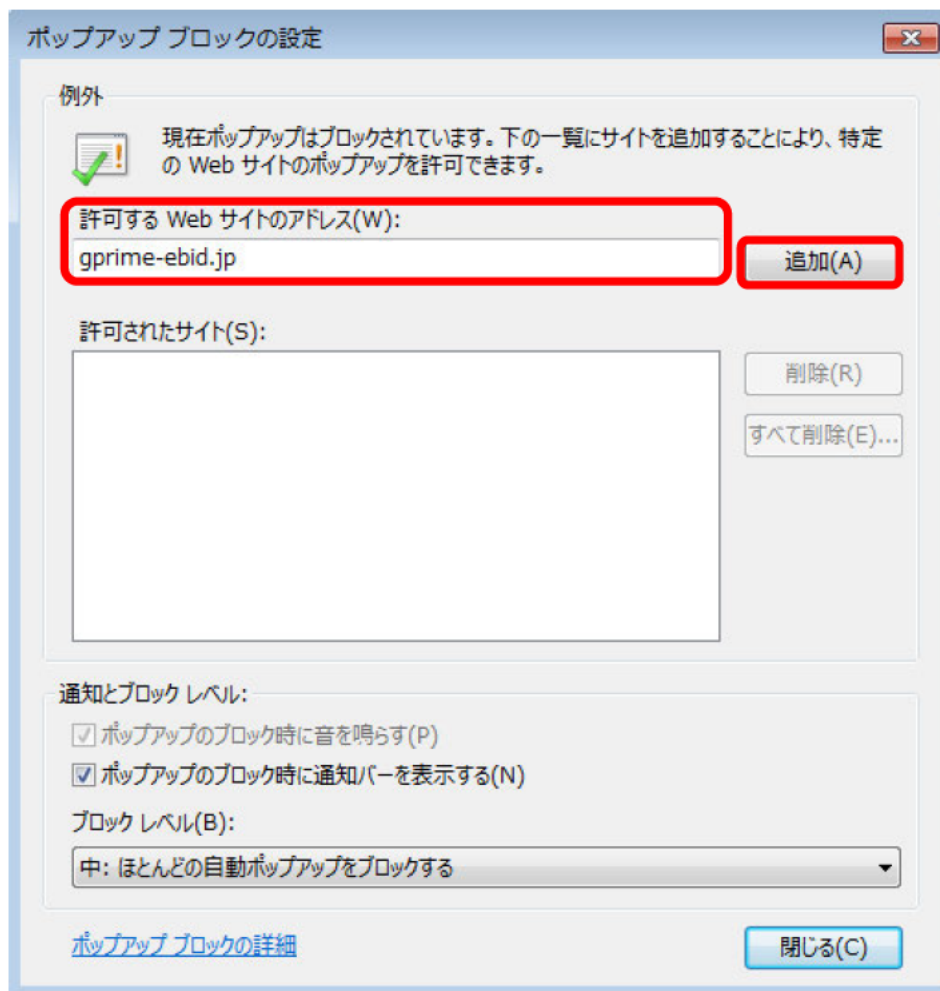 ポップアップ ブロックの設定
例外
現在ポップアップはブロックされています。下の一覧にサイトを追加することにより、特定
の Web サイトのポップアップを許可できます。
許可する Web サイトのアドレス(W):
gprime-ebid.jp
追加(A)
許可されたサイト(S):
削除(R)
すべて削除(E)...
通知とブロック レベル:
ポップアップのブロック時に音を鳴らす(P)
ポップアップのブロック時に通知バーを表示する(N)
ブロック レベル(B):
中: ほとんどの自動ポップアップをブロックする
ポップアップ ブロックの詳細
閉じる(C)